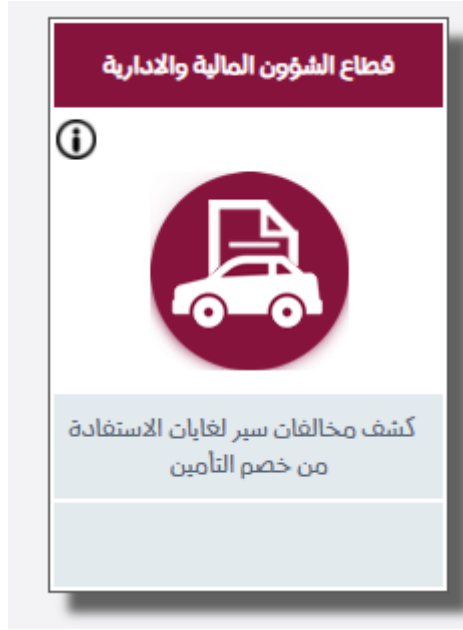 قطاع الشؤون المالية والادارية
كشف مخالفات سير لغايات الاستفادة
من خصم التأمين